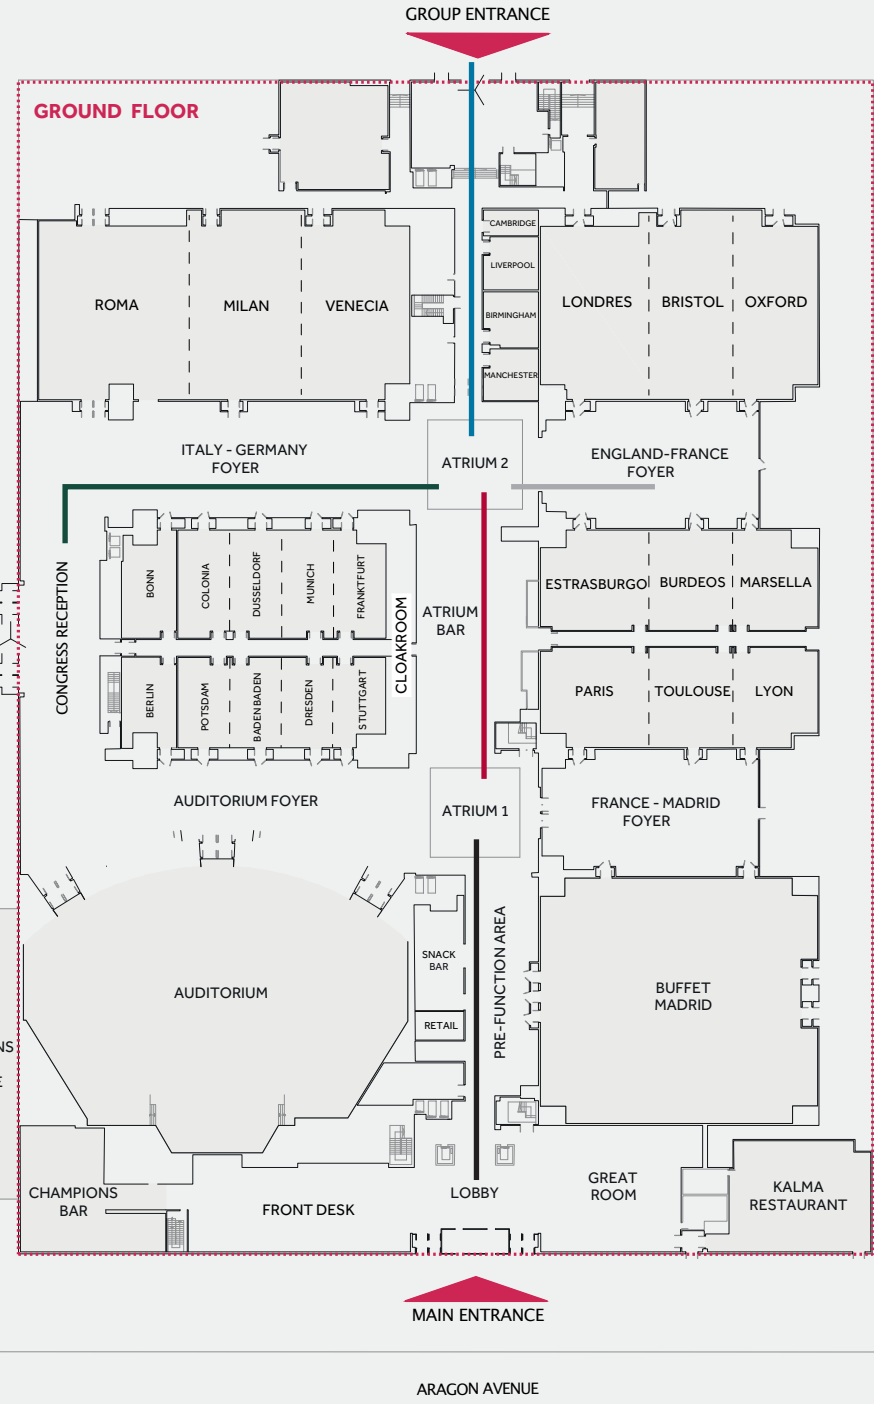 GROUP ENTRANCE
GROUND FLOOR
CAMBRIDGE
LIVERPOOL
BIRMINGHAM
MANCHESTER
ROMA
MILAN
VENECIA
LONDRES
BRISTOL
OXFORD
ITALY - GERMANY
FOYER
ATRIUM 2
ENGLAND-FRANCE
FOYER
CONGRESS RECEPTION
BONN
COLONIA
DUSSELDORF
MUNICH
FRANKTFURT
CLOAKROOM
ATRIUM
BAR
ESTRASBURGO
BURDEOS
MARSELLA
BERLIN
POTSDAM
BADEN BADEN
DRESDEN
STUTTGART
PARIS
TOULOUSE
LYON
AUDITORIUM FOYER
ATRIUM 1
FRANCE - MADRID
FOYER
AUDITORIUM
SNACK
BAR
RETAIL
PRE-FUNCTION AREA
BUFFET
MADRID
NS
E
CHAMPIONS
BAR
FRONT DESK
LOBBY
GREAT
ROOM
KALMA
RESTAURANT
MAIN ENTRANCE
ARAGON AVENUE